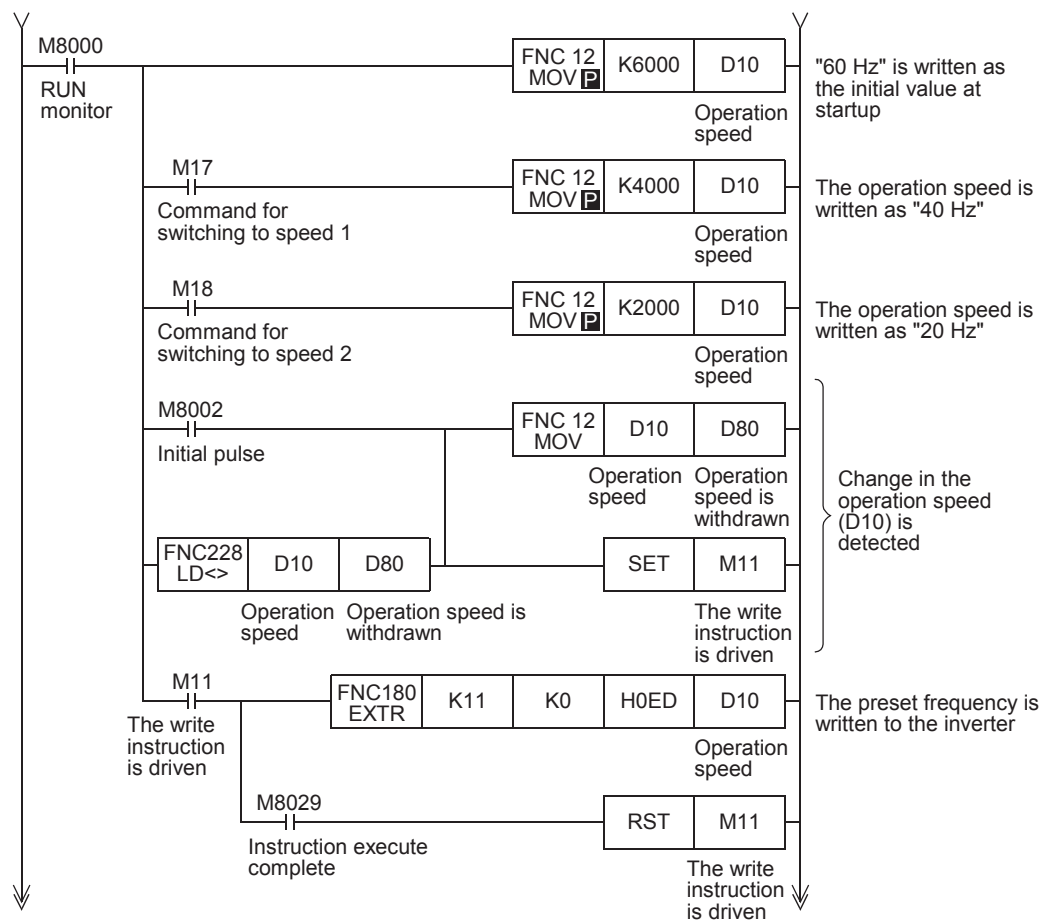 M8000
RUN
monitor
FNC 12
MOV P
K6000
D10
Operation
speed
"60 Hz" is written as
the initial value at
startup
M17
Command for
switching to speed 1
FNC 12
MOV P
K4000
D10
Operation
speed
The operation speed is
written as "40 Hz"
M18
Command for
switching to speed 2
FNC 12
MOV P
K2000
D10
Operation
speed
The operation speed is
written as "20 Hz"
M8002
Initial pulse
FNC 12
MOV
D10
D80
Operation
speed
Operation
speed is
withdrawn
Change in the
operation speed
(D10) is
detected
FNC228
LD<>
D10
D80
Operation
speed
Operation speed is
withdrawn
SET
M11
The write
instruction
is driven
M11
The write
instruction
is driven
FNC180
EXTR
K11
K0
H0ED
D10
Operation
speed
The preset frequency is
written to the inverter
M8029
Instruction execute
complete
RST
M11
The write
instruction
is driven